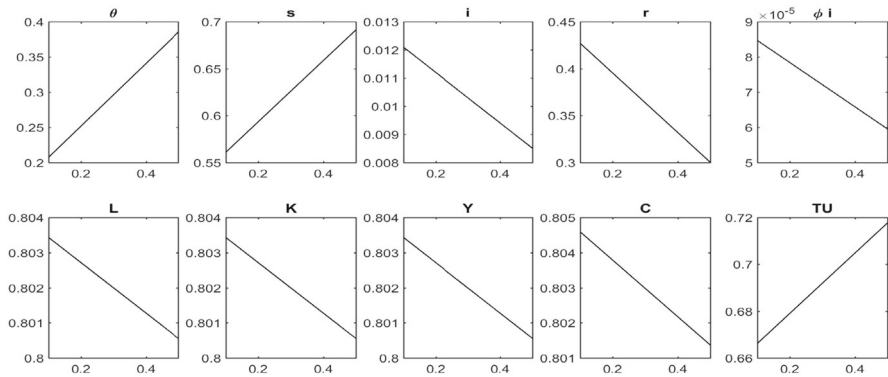 θ s i r ϕ i
0.4 0.7 0.013 0.45 9 ×10⁻⁵
0.012 8
0.35 0.65 0.011 0.4
0.3 0.01 7
0.25 0.6 0.009 0.35 6
0.2 0.55 0.008 0.3 5
0.2 0.4 0.2 0.4 0.2 0.4 0.2 0.4 0.2 0.4
L K Y C TU
0.804 0.804 0.804 0.805 0.72
0.803 0.803 0.803 0.804 0.7
0.802 0.802 0.802 0.803
0.801 0.801 0.801 0.802 0.68
0.8 0.8 0.8 0.801 0.66
0.2 0.4 0.2 0.4 0.2 0.4 0.2 0.4 0.2 0.4